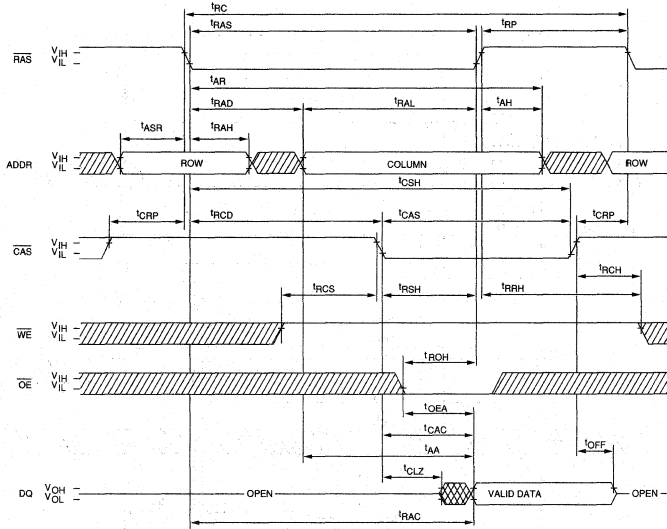 tRC
tRAS
tRP
RAS
VIH
VIL
tAR
tRAD
tRAL
tAH
tASR
tRAH
ADDR
VIH
VIL
ROW
COLUMN
ROW
tCSH
tCRP
tRCD
tCAS
tCRP
CAS
VIH
VIL
tRCH
tRCS
tRSH
tRRH
WE
VIH
VIL
tROH
OE
VIH
VIL
tOEA
tCAC
tOFF
tAA
tCLZ
DQ
VOH
VOL
OPEN
VALID DATA
OPEN
tRAC